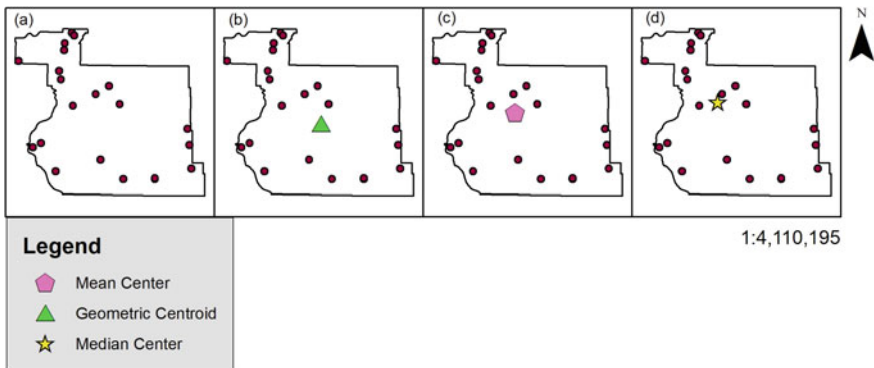 (a) (b) (c) (d) N
1:4,110,195
Legend
Mean Center
Geometric Centroid
Median Center